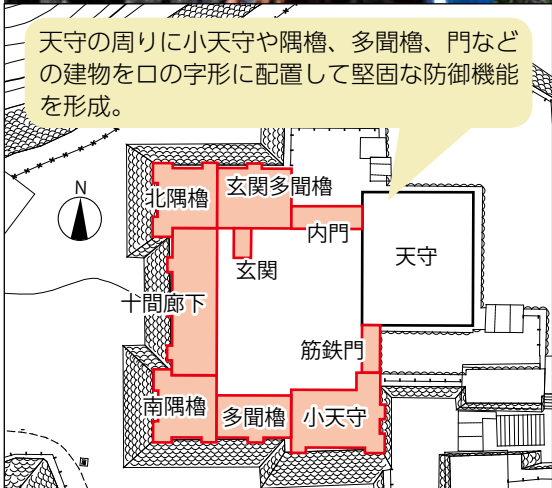 天守の周りに小天守や隅櫓、多聞櫓、門など
の建物をロの字形に配置して堅固な防御機能
を形成。
N
北隅櫓
玄関多聞櫓
内門
天守
玄関
十間廊下
筋鉄門
南隅櫓
多聞櫓
小天守